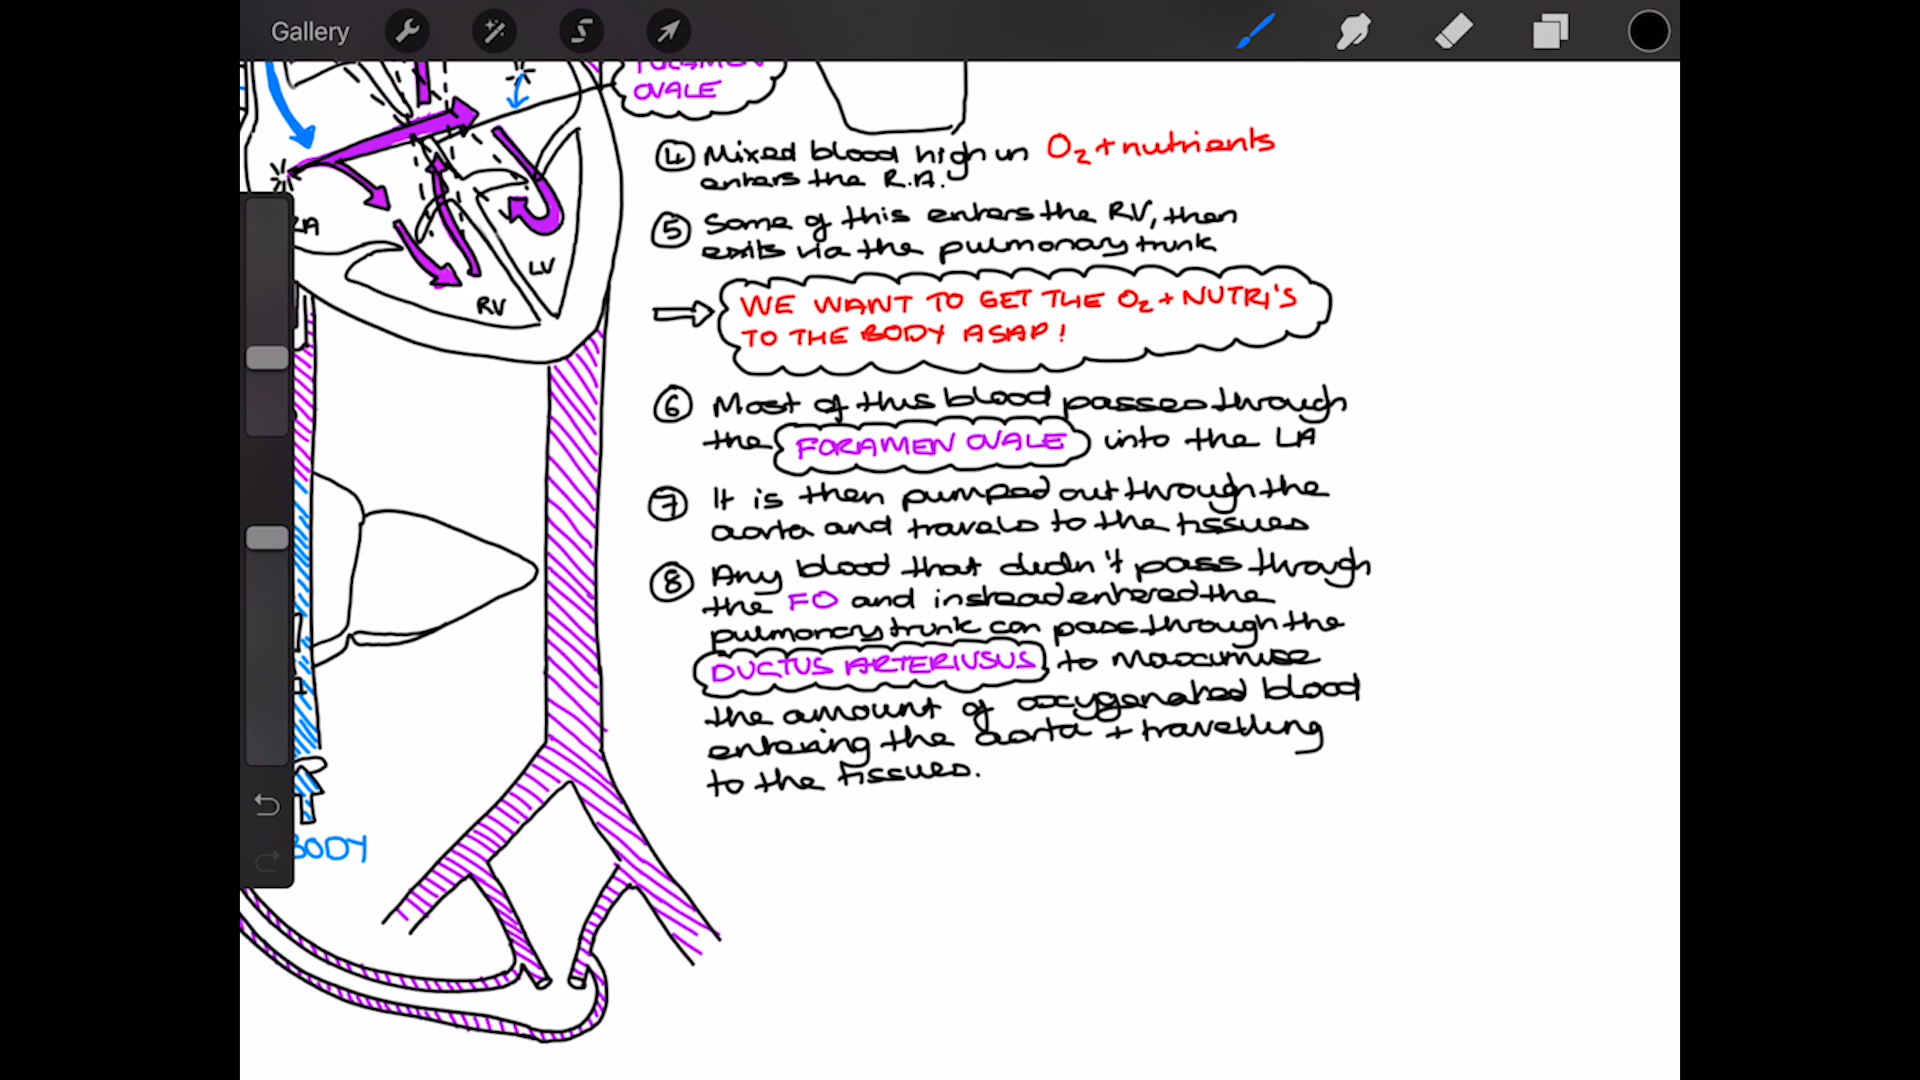 Gallery
FORAMEN
OVALE
④ Mixed blood high in O₂ + nutrients
enters the R.A.
⑤ Some of this enters the RV, then
exits via the pulmonary trunk
WE WANT TO GET THE O₂ + NUTRI'S
TO THE BODY ASAP!
⑥ Most of this blood passes through
the FORAMEN OVALE into the LA
⑦ It is then pumped out through the
aorta and travels to the tissues
⑧ Any blood that didn't pass through
the FO and instead entered the
pulmonary trunk can pass through the
DUCTUS ARTERIUSUS to maximise
the amount of oxygenated blood
entering the aorta + travelling
to the tissues.
RA
LV
RV
BODY